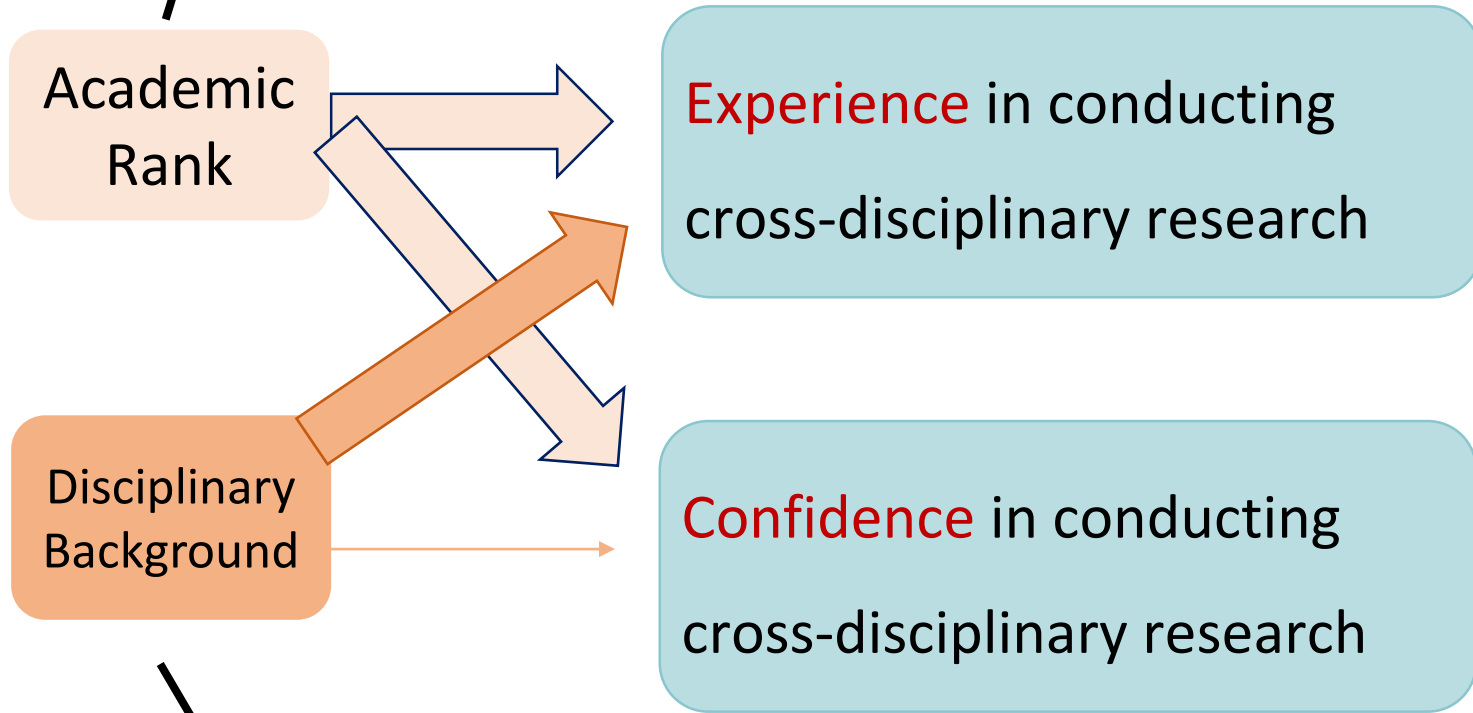 Academic
Rank
Experience in conducting
cross-disciplinary research
Disciplinary
Background
Confidence in conducting
cross-disciplinary research